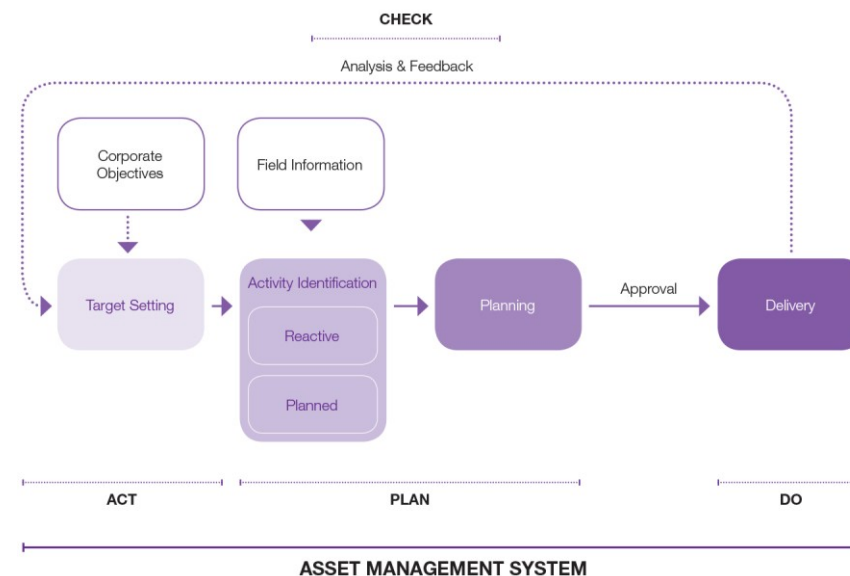 CHECK
Analysis & Feedback
Corporate
Objectives
Field Information
Target Setting
Activity Identification
Reactive
Planned
Planning
Approval
Delivery
ACT
PLAN
DO
ASSET MANAGEMENT SYSTEM